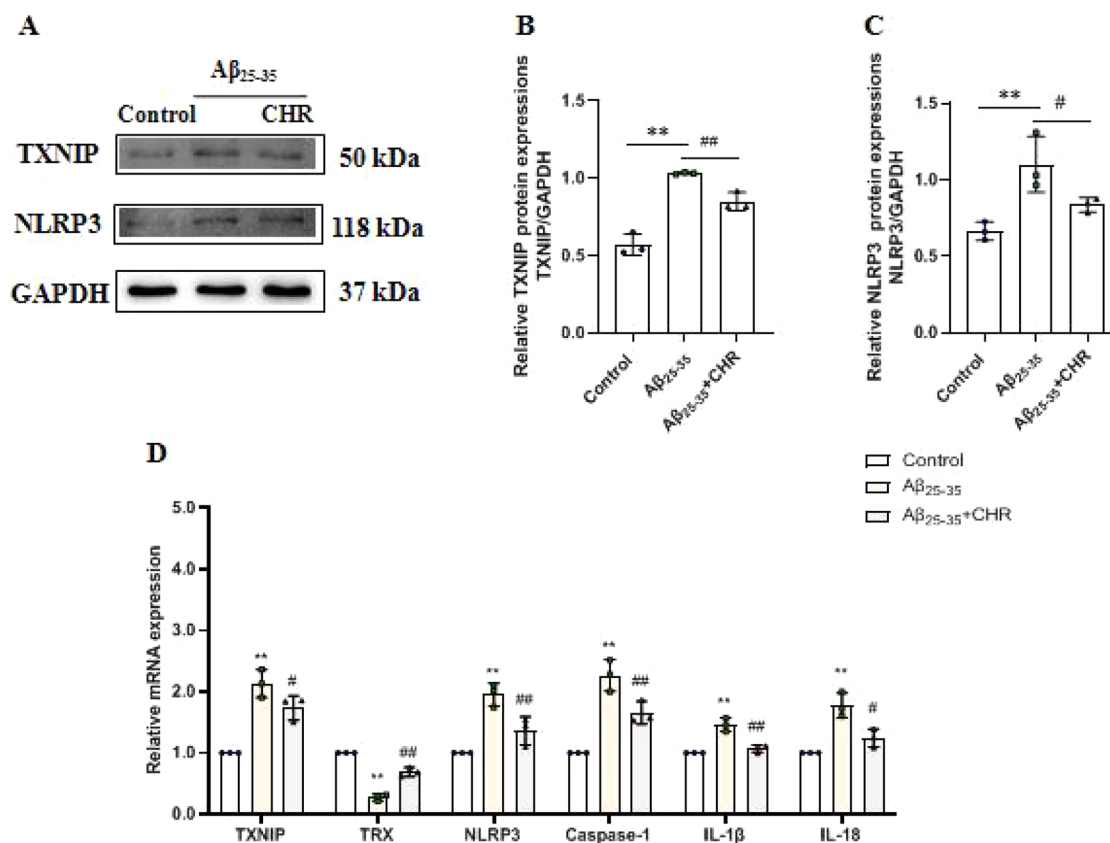 A
Aβ25-35
Control CHR
TXNIP 50 kDa
NLRP3 118 kDa
GAPDH 37 kDa
B
Relative TXNIP protein expressions
TXNIP/GAPDH
1.5
1.0
0.5
0.0
**
##
Control
Aβ25-35
Aβ25-35+CHR
C
Relative NLRP3 protein expressions
NLRP3/GAPDH
1.5
1.0
0.5
0.0
**
#
Control
Aβ25-35
Aβ25-35+CHR
D
Control
Aβ25-35
Aβ25-35+CHR
Relative mRNA expression
5.0
4.0
3.0
2.0
1.0
0.0
** #
** ##
** ##
** ##
** ##
** #
TXNIP TRX NLRP3 Caspase-1 IL-1β IL-18